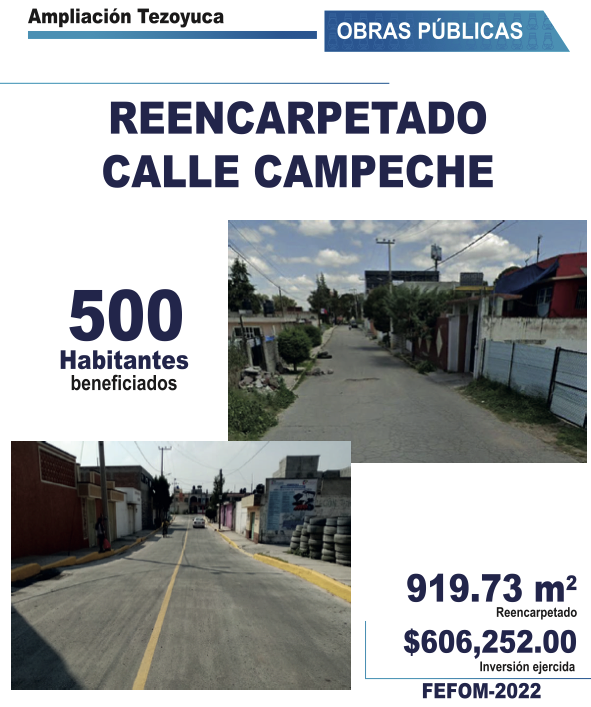 Ampliación Tezoyuca
OBRAS PÚBLICAS
REENCARPETADO
CALLE CAMPECHE
500
Habitantes
beneficiados
919.73 m²
Reencarpetado
$606,252.00
Inversión ejercida
FEFOM-2022